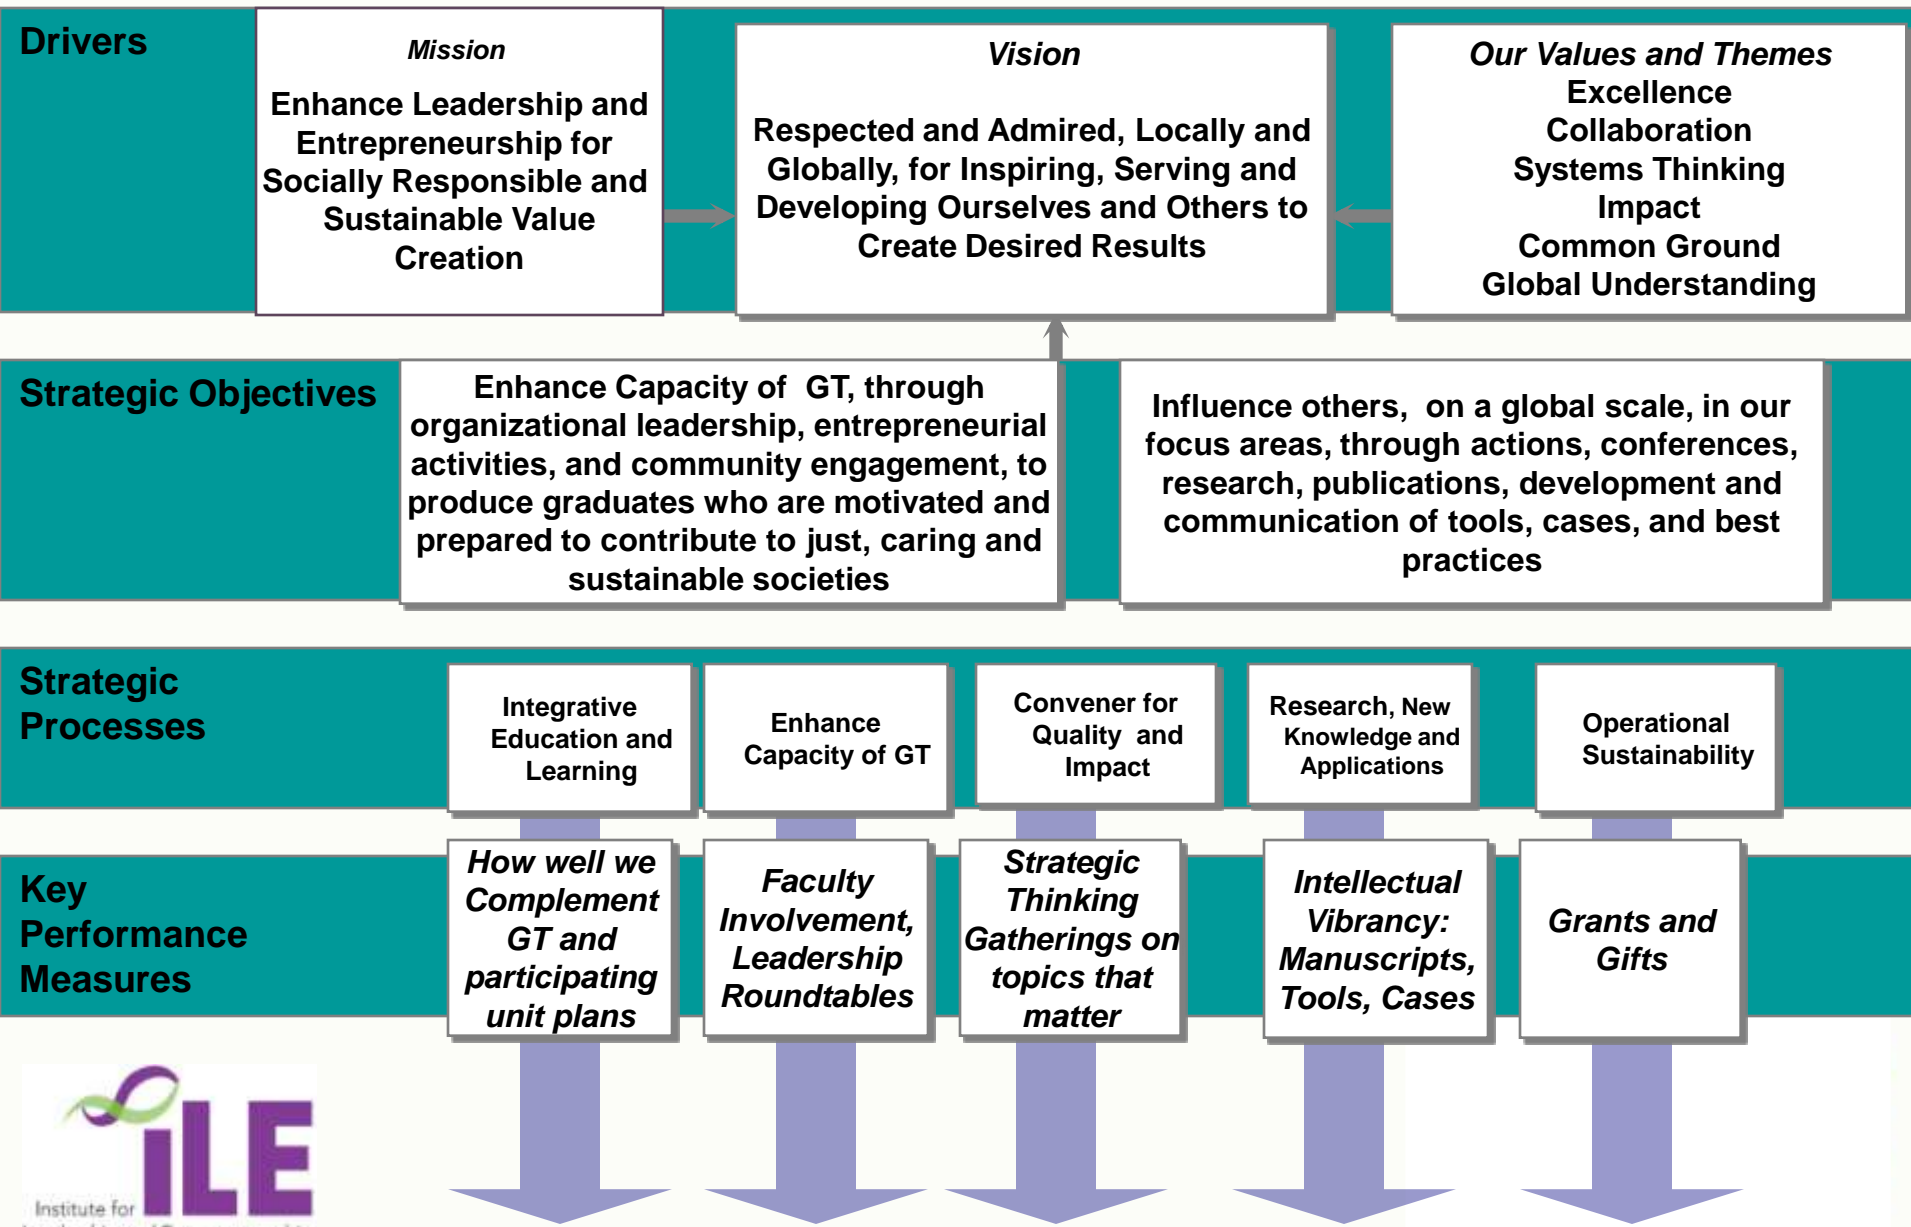 Drivers
Mission
Enhance Leadership and
Entrepreneurship for
Socially Responsible and
Sustainable Value
Creation
Vision
Respected and Admired, Locally and
Globally, for Inspiring, Serving and
Developing Ourselves and Others to
Create Desired Results
Our Values and Themes
Excellence
Collaboration
Systems Thinking
Impact
Common Ground
Global Understanding
Strategic Objectives
Enhance Capacity of GT, through
organizational leadership, entrepreneurial
activities, and community engagement, to
produce graduates who are motivated and
prepared to contribute to just, caring and
sustainable societies
Influence others, on a global scale, in our
focus areas, through actions, conferences,
research, publications, development and
communication of tools, cases, and best
practices
Strategic
Processes
Integrative
Education and
Learning
Enhance
Capacity of GT
Convener for
Quality and
Impact
Research, New
Knowledge and
Applications
Operational
Sustainability
Key
Performance
Measures
How well we
Complement
GT and
participating
unit plans
Faculty
Involvement,
Leadership
Roundtables
Strategic
Thinking
Gatherings on
topics that
matter
Intellectual
Vibrancy:
Manuscripts,
Tools, Cases
Grants and
Gifts
iLE
Institute for